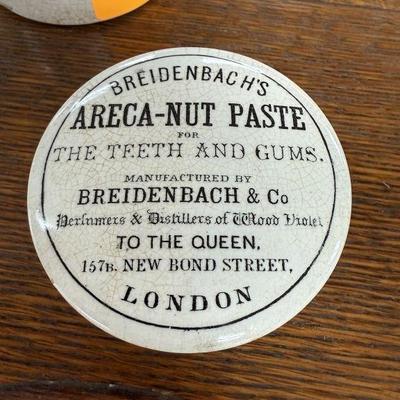 BREIDENBACH'S
ARECA-NUT PASTE
FOR
THE TEETH AND GUMS.
MANUFACTURED BY
BREIDENBACH & Co
Perfumers & Distillers of Wood Violet
TO THE QUEEN,
157B. NEW BOND STREET,
LONDON